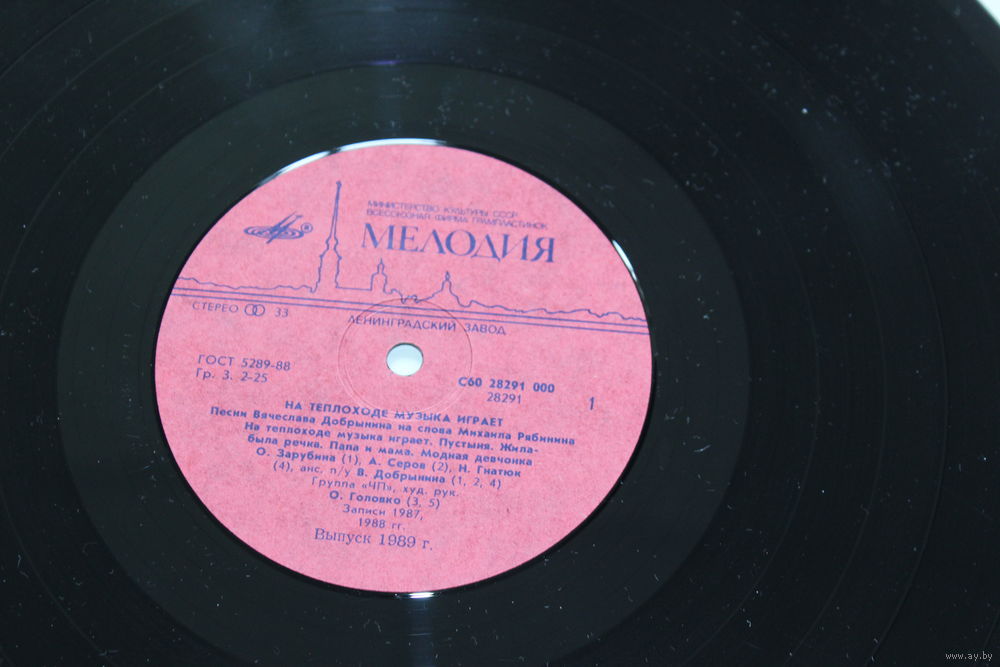 МИНИСТЕРСТВО КУЛЬТУРЫ СССР
ВСЕСОЮЗНАЯ ФИРМА ГРАМПЛАСТИНОК
МЕЛОДИЯ
®
СТЕРЕО 33
ЛЕНИНГРАДСКИЙ ЗАВОД
ГОСТ 5289-88
Гр. 3. 2-25
С60 28291 000
28291
1
НА ТЕПЛОХОДЕ МУЗЫКА ИГРАЕТ
Песни Вячеслава Добрынина на слова Михаила Рябинина
На теплоходе музыка играет. Пустыня. Жила-
была речка. Папа и мама. Модная девчонка
О. Зарубина (1), А. Серов (2), Н. Гнатюк
(4), анс. п/у В. Добрынина (1, 2, 4)
Группа «ЧП», худ. рук.
О. Головко (3, 5)
Записи 1987,
1988 гг.
Выпуск 1989 г.
www.ay.by